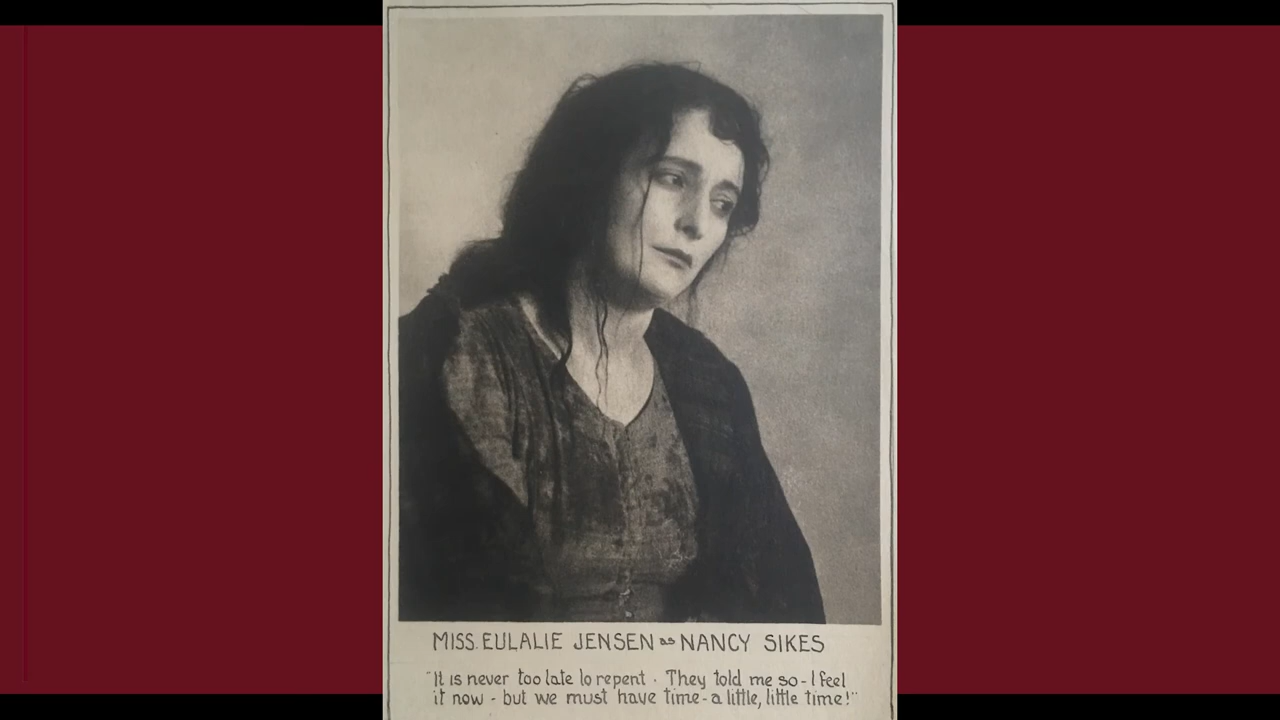 MISS. EULALIE JENSEN as NANCY SIKES
"It is never too late to repent. They told me so - I feel
it now - but we must have time - a little, little time!"